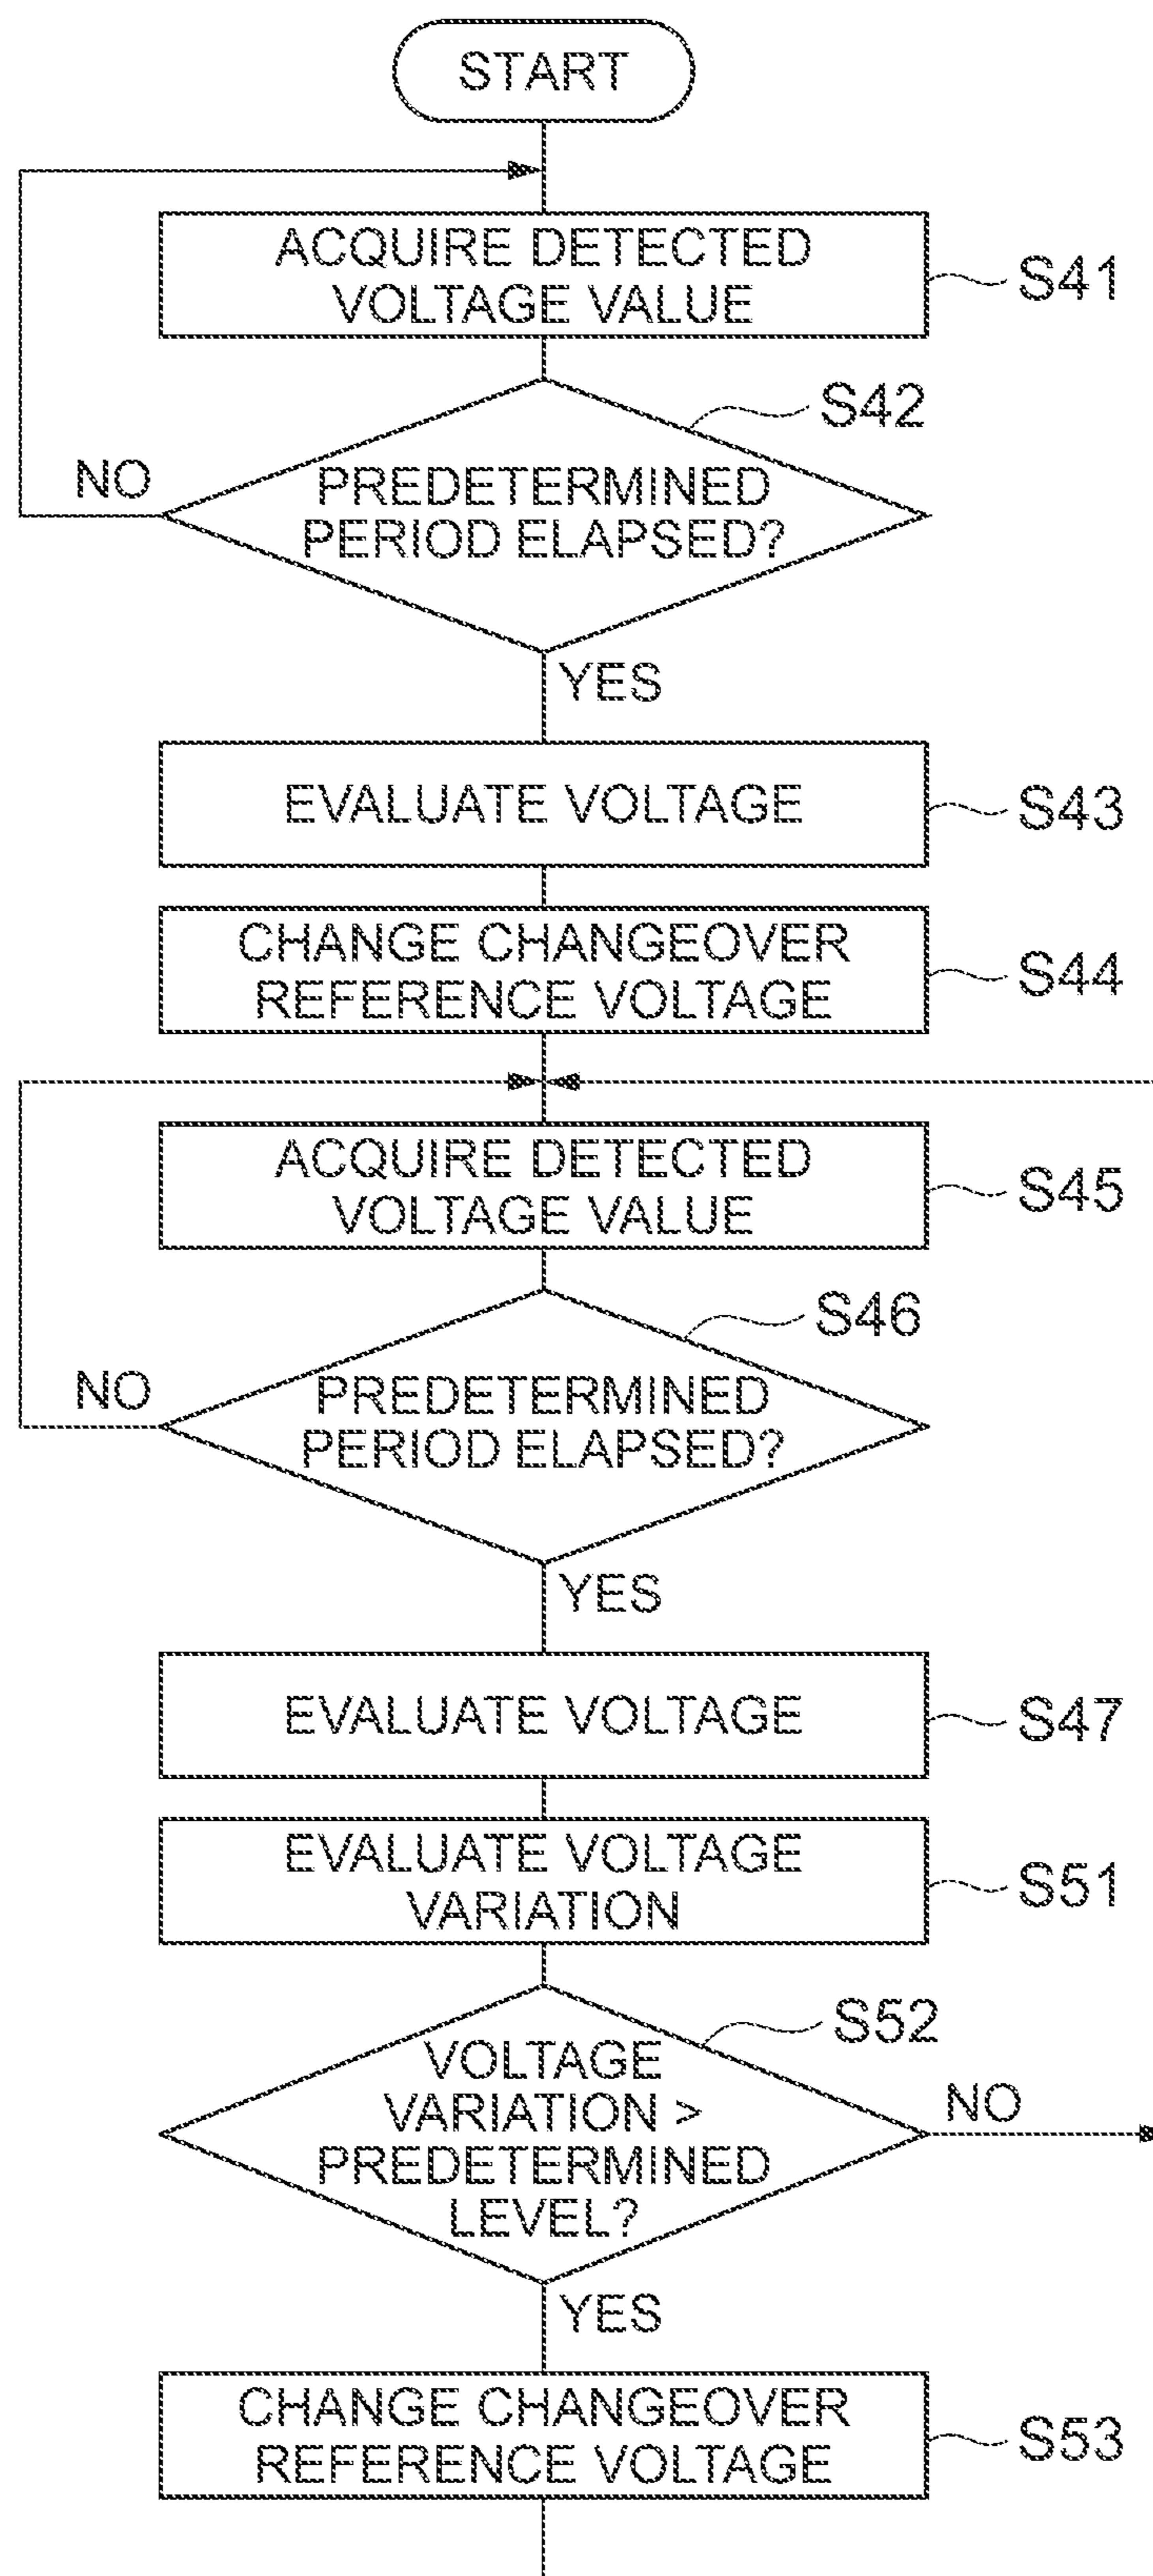 START
ACQUIRE DETECTED
VOLTAGE VALUE
S41
S42
PREDETERMINED
PERIOD ELAPSED?
NO
YES
EVALUATE VOLTAGE
S43
CHANGE CHANGEOVER
REFERENCE VOLTAGE
S44
ACQUIRE DETECTED
VOLTAGE VALUE
S45
S46
PREDETERMINED
PERIOD ELAPSED?
NO
YES
EVALUATE VOLTAGE
S47
EVALUATE VOLTAGE
VARIATION
S51
S52
VOLTAGE
VARIATION >
PREDETERMINED
LEVEL?
NO
YES
CHANGE CHANGEOVER
REFERENCE VOLTAGE
S53